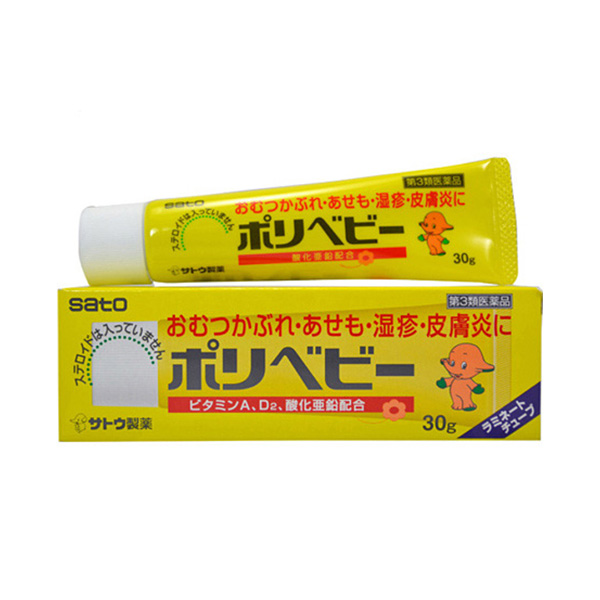 sato
ステロイドは入っていません
第3類医薬品
おむつかぶれ・あせも・湿疹・皮膚炎に
ポリベビー
酸化亜鉛配合
サトウ製薬
30g
sato
ステロイドは入っていません
第3類医薬品
おむつかぶれ・あせも・湿疹・皮膚炎に
ポリベビー
ビタミンA、D2、酸化亜鉛配合
サトウ製薬
30g
ラミネート
チューブ